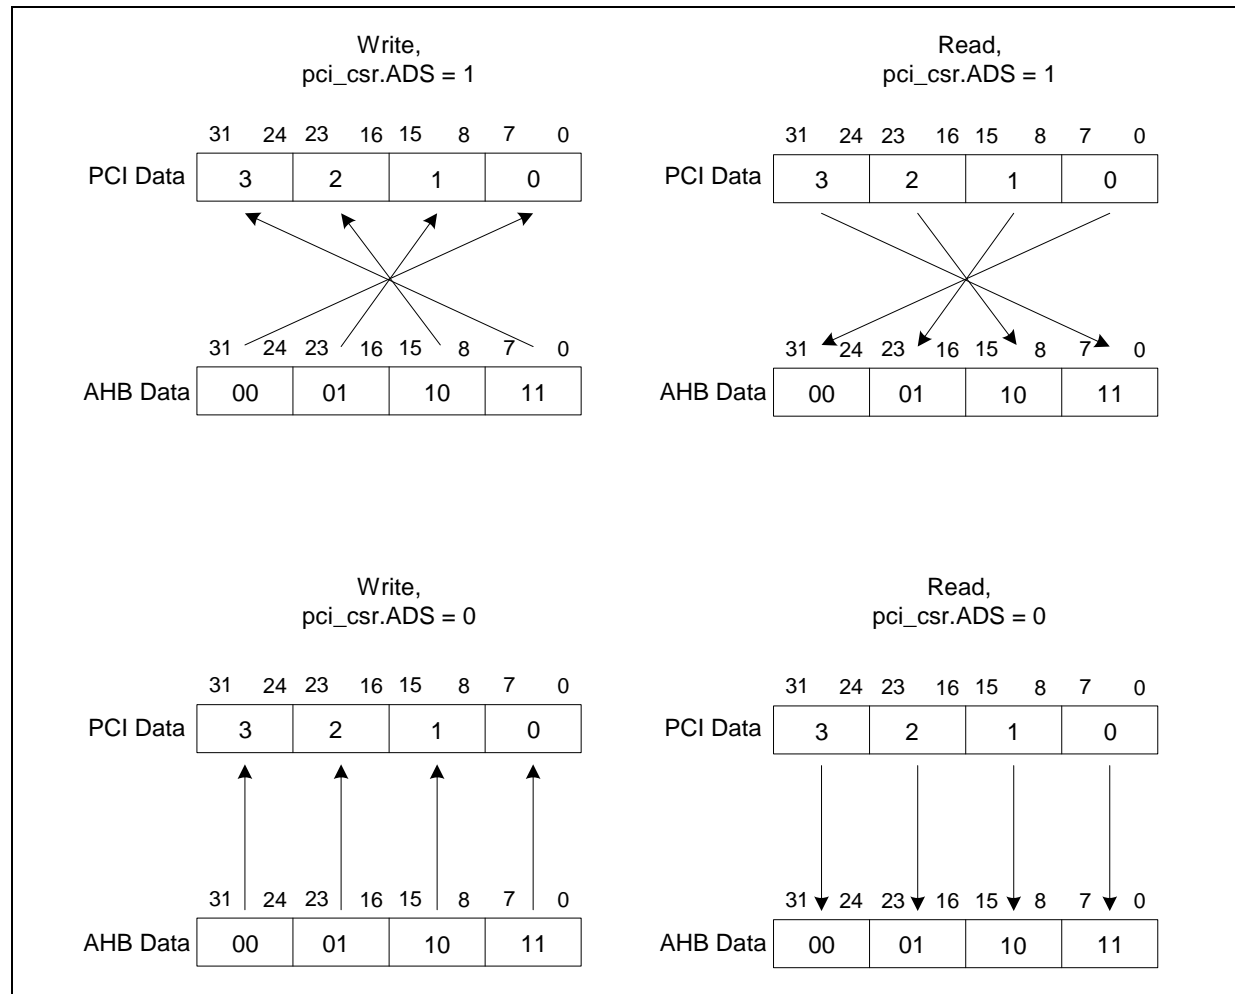 Write,
pci_csr.ADS = 1
31 24 23 16 15 8 7 0
PCI Data 3 2 1 0
31 24 23 16 15 8 7 0
AHB Data 00 01 10 11
Read,
pci_csr.ADS = 1
31 24 23 16 15 8 7 0
PCI Data 3 2 1 0
31 24 23 16 15 8 7 0
AHB Data 00 01 10 11
Write,
pci_csr.ADS = 0
31 24 23 16 15 8 7 0
PCI Data 3 2 1 0
31 24 23 16 15 8 7 0
AHB Data 00 01 10 11
Read,
pci_csr.ADS = 0
31 24 23 16 15 8 7 0
PCI Data 3 2 1 0
31 24 23 16 15 8 7 0
AHB Data 00 01 10 11